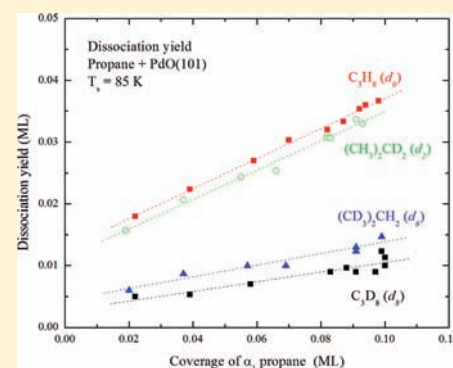 Dissociation yield
Propane + PdO(101)
Tₛ = 85 K
C₃H₈ (d₀)
(CH₃)₂CD₂ (d₂)
(CD₃)₂CH₂ (d₆)
C₃D₈ (d₈)
Dissociation yield (ML)
0.05
0.04
0.03
0.02
0.01
0.00
0.00 0.02 0.04 0.06 0.08 0.10
Coverage of α₁ propane (ML)